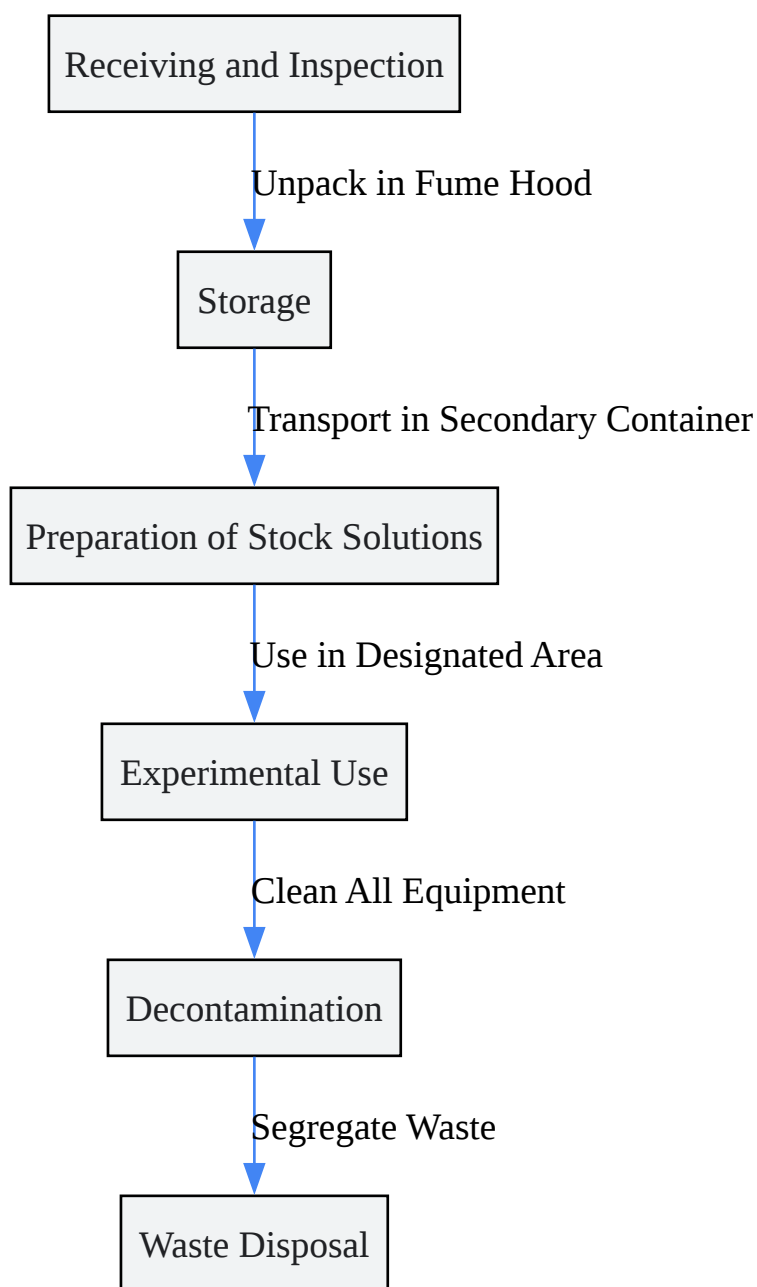 Receiving and Inspection
Unpack in Fume Hood
Storage
Transport in Secondary Container
Preparation of Stock Solutions
Use in Designated Area
Experimental Use
Clean All Equipment
Decontamination
Segregate Waste
Waste Disposal